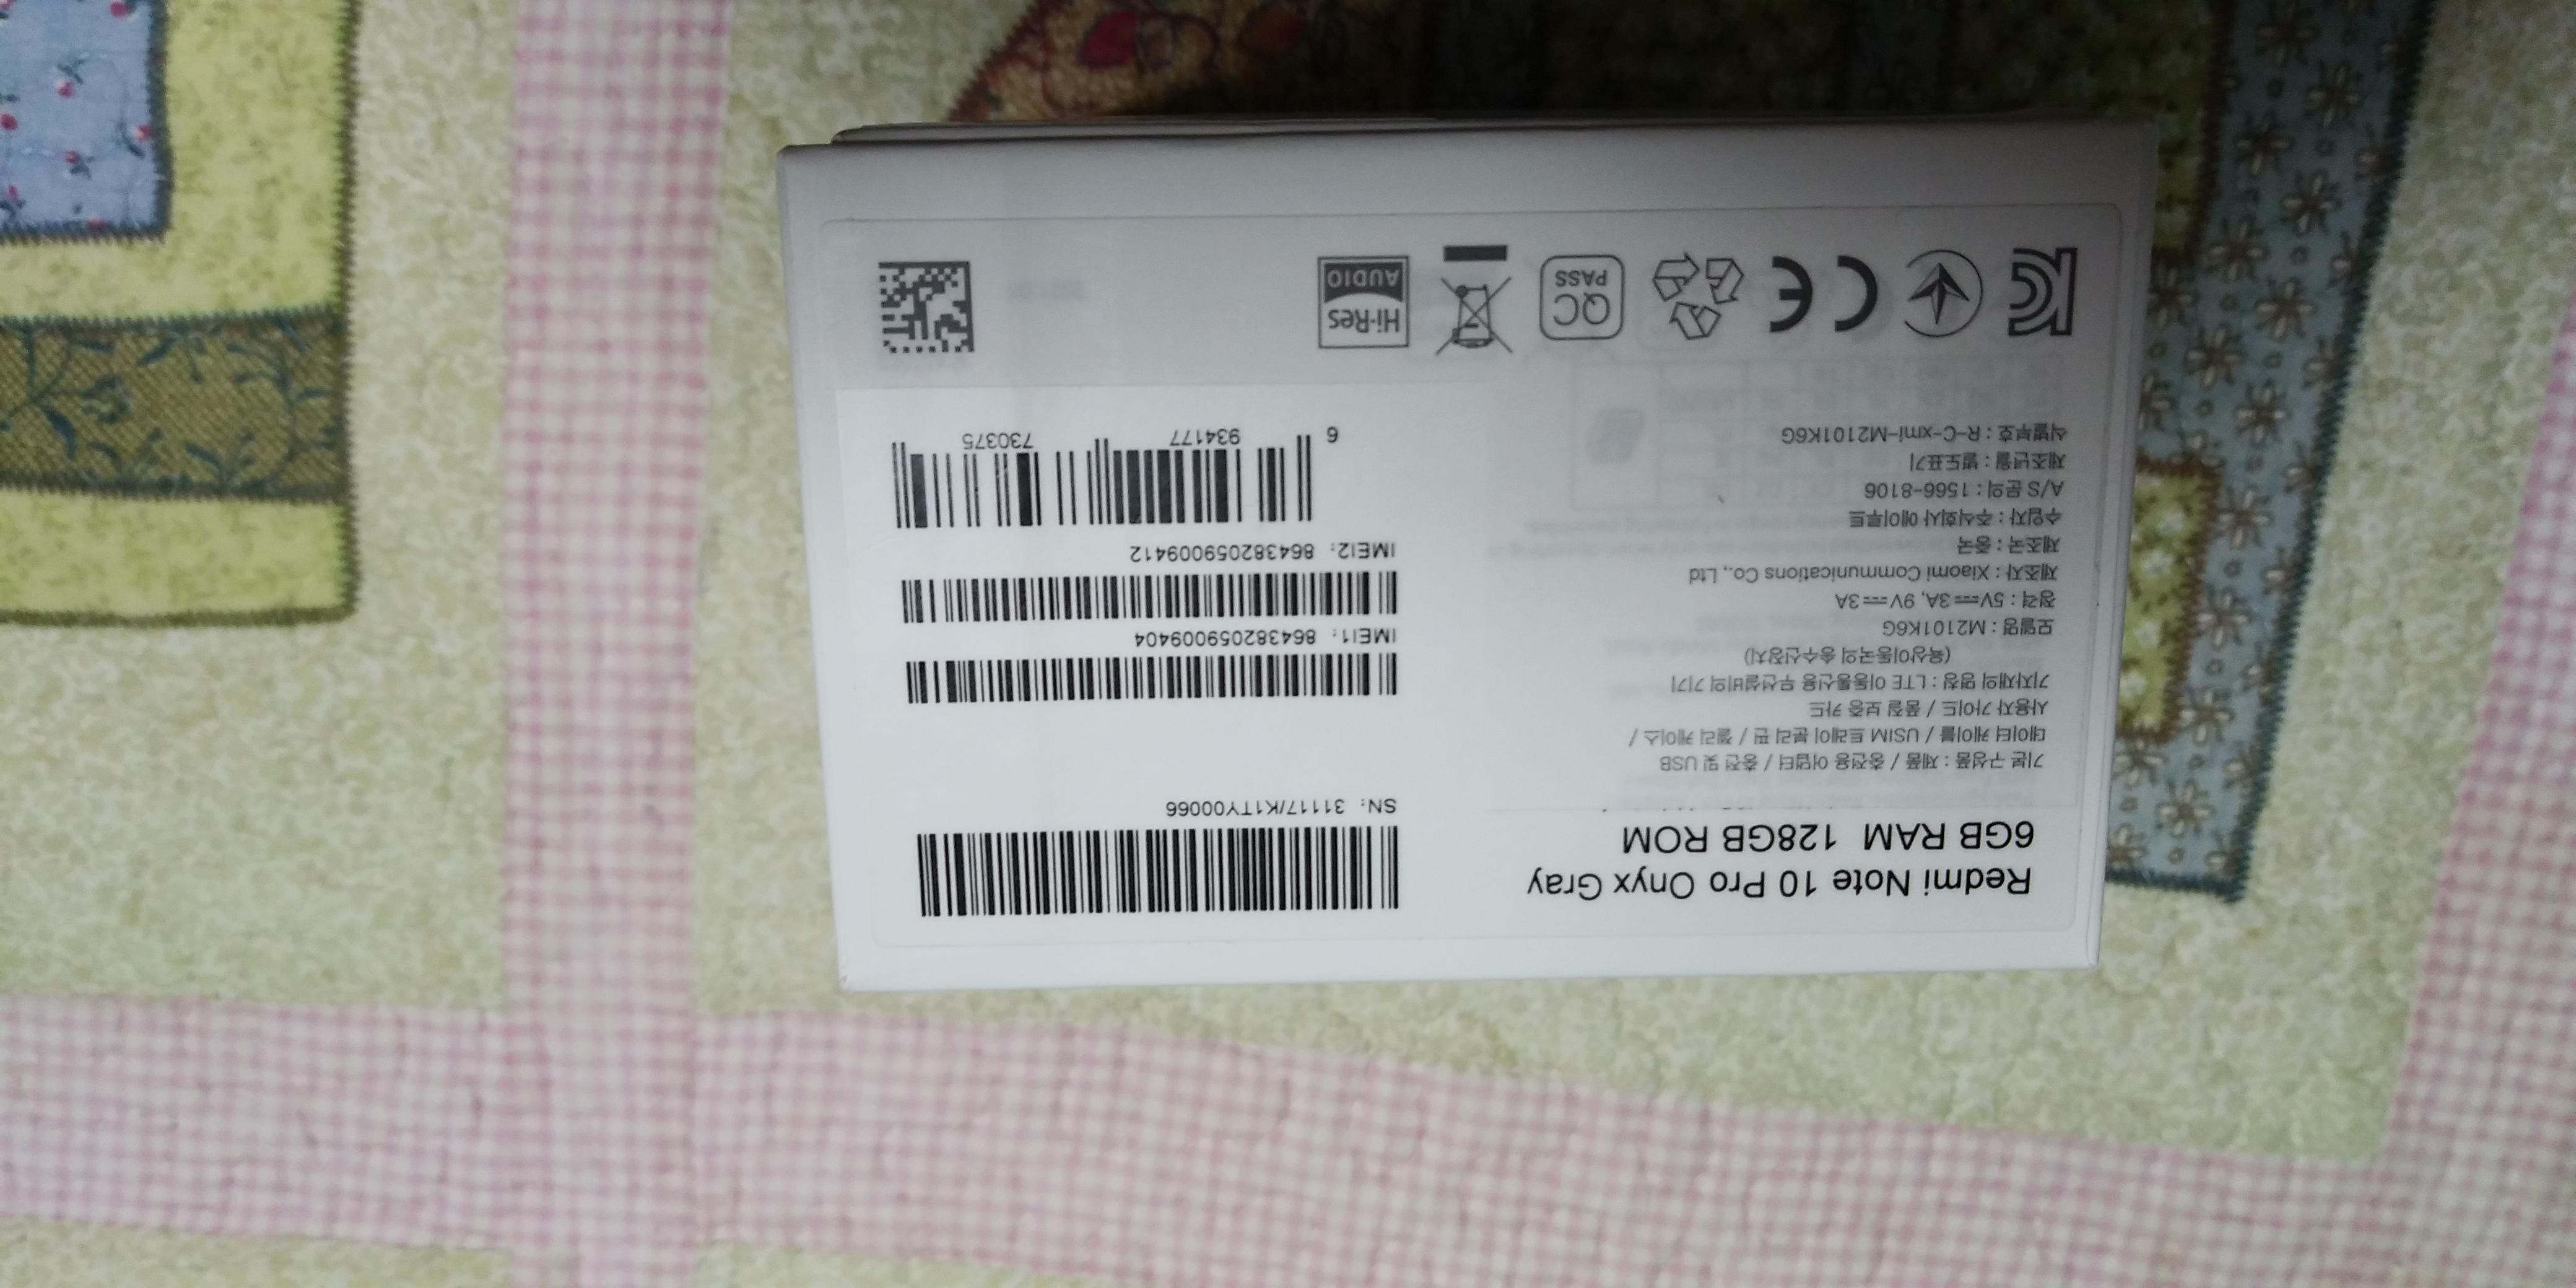 Redmi Note 10 Pro Onyx Gray
6GB RAM 128GB ROM
기본 구성품 : 제품 / 충전용 어댑터 / 충전 및 USB
데이터 케이블 / USIM 트레이 분리 핀 / 젤리 케이스 /
사용자 가이드 / 품질 보증 카드
기자재의 명칭 : LTE 이동통신용 무선설비의 기기
(육상이동국의 송수신장치)
모델명 : M2101K6G
정격 : 5V⎓3A, 9V⎓3A
제조자 : Xiaomi Communications Co., Ltd
제조국 : 중국
수입자 : 주식회사 에이루트
A/S 문의 : 1566-8106
제조년월 : 별도표기
식별부호 : R-C-xmi-M2101K6G
SN: 31117/K1TY00066
IMEI1: 864382059009404
IMEI2: 864382059009412
6 934177 730375
QC
PASS
Hi-Res
AUDIO